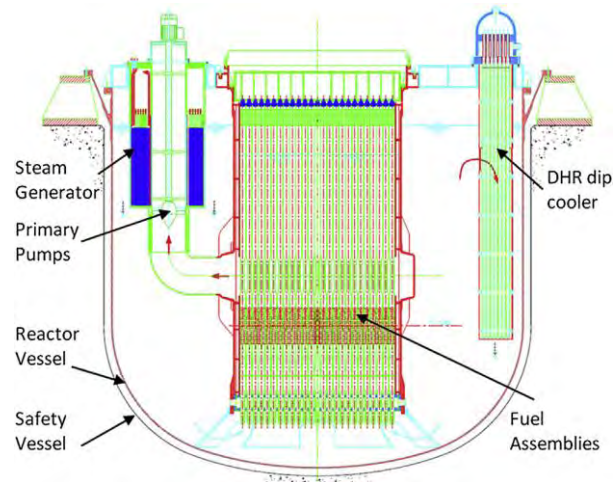 Steam
Generator
Primary
Pumps
Reactor
Vessel
Safety
Vessel
DHR dip
cooler
Fuel
Assemblies